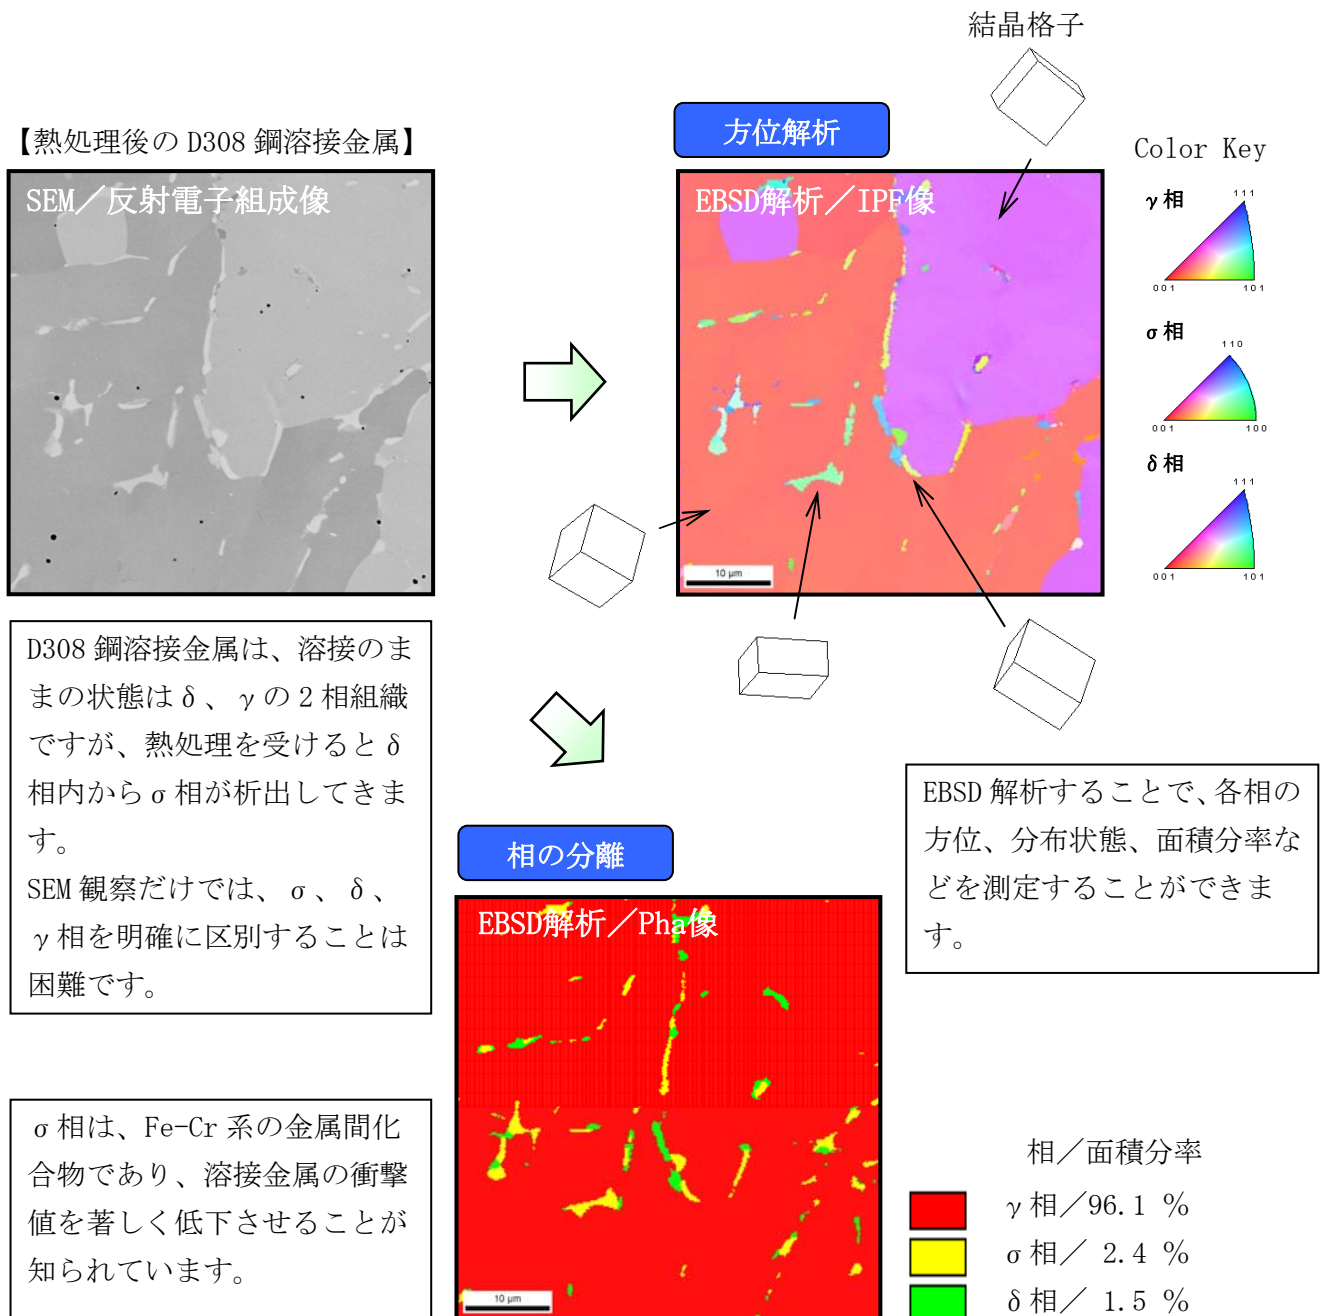 結晶格子
方位解析
【熱処理後の D308 鋼溶接金属】
Color Key
SEM／反射電子組成像
EBSD解析／IPF像
γ相
111
001
101
σ相
110
001
100
δ相
111
001
101
10 μm
D308 鋼溶接金属は、溶接のま
まの状態はδ、γの 2 相組織
ですが、熱処理を受けるとδ
相内からσ相が析出してきま
す。
SEM 観察だけでは、σ、δ、
γ相を明確に区別することは
困難です。
EBSD 解析することで、各相の
方位、分布状態、面積分率な
どを測定することができま
す。
相の分離
EBSD解析／Pha像
10 μm
σ相は、Fe-Cr 系の金属間化
合物であり、溶接金属の衝撃
値を著しく低下させることが
知られています。
相／面積分率
γ相／96.1 %
σ相／ 2.4 %
δ相／ 1.5 %